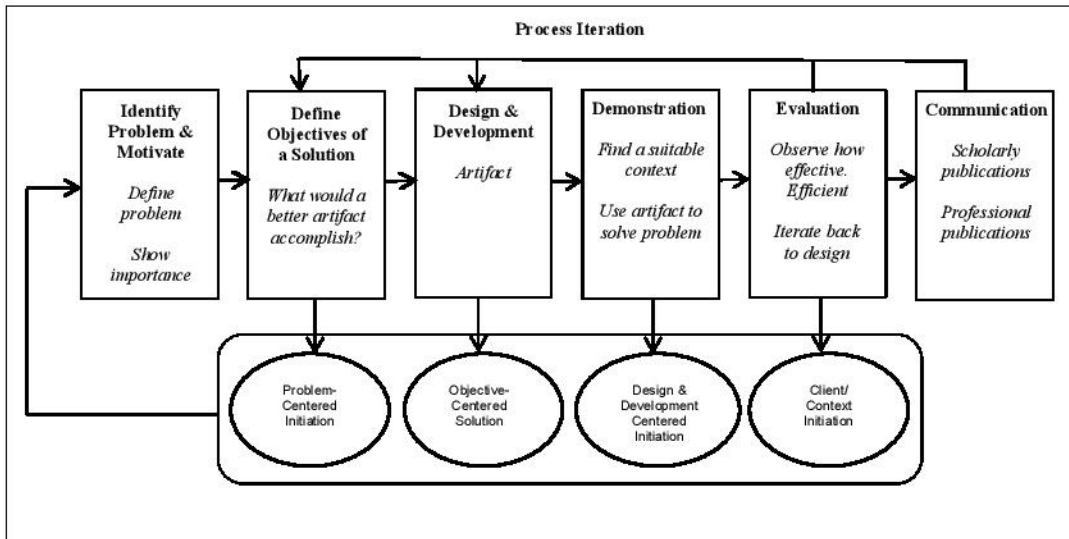 Process Iteration
Identify
Problem &
Motivate
Define
problem
Show
importance
Define
Objectives of
a Solution
What would a
better artifact
accomplish?
Design &
Development
Artifact
Demonstration
Find a suitable
context
Use artifact to
solve problem
Evaluation
Observe how
effective.
Efficient
Iterate back
to design
Communication
Scholarly
publications
Professional
publications
Problem-
Centered
Initiation
Objective-
Centered
Solution
Design &
Development
Centered
Initiation
Client/
Context
Initiation